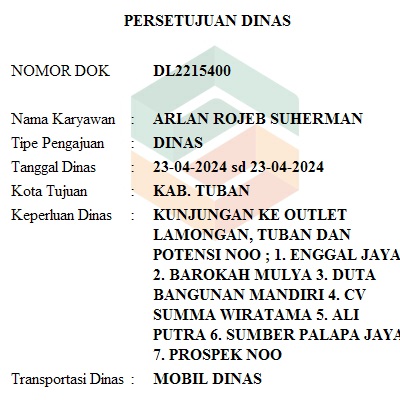 PERSETUJUAN DINAS
NOMOR DOK DL2215400
Nama Karyawan : ARLAN ROJEB SUHERMAN
Tipe Pengajuan : DINAS
Tanggal Dinas : 23-04-2024 sd 23-04-2024
Kota Tujuan : KAB. TUBAN
Keperluan Dinas : KUNJUNGAN KE OUTLET
LAMONGAN, TUBAN DAN
POTENSI NOO ; 1. ENGGAL JAYA
2. BAROKAH MULYA 3. DUTA
BANGUNAN MANDIRI 4. CV
SUMMA WIRATAMA 5. ALI
PUTRA 6. SUMBER PALAPA JAYA
7. PROSPEK NOO
Transportasi Dinas : MOBIL DINAS